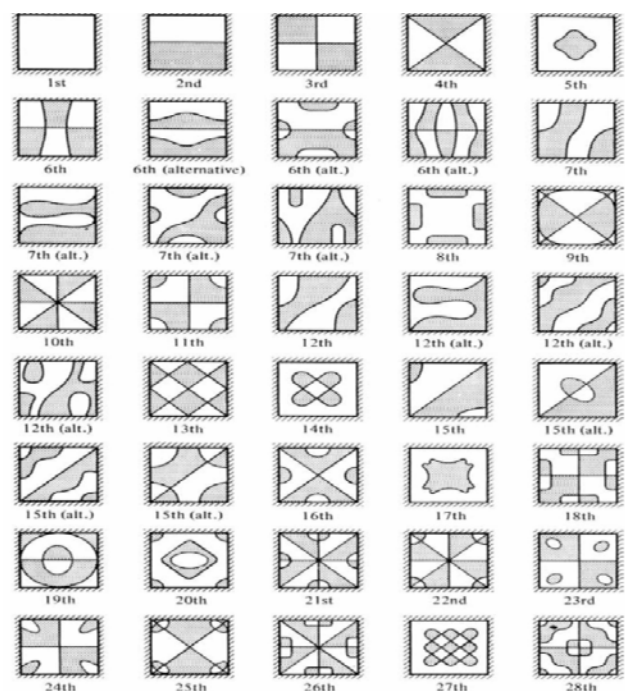 1st 2nd 3rd 4th 5th
6th 6th (alternative) 6th (alt.) 6th (alt.) 7th
7th (alt.) 7th (alt.) 7th (alt.) 8th 9th
10th 11th 12th 12th (alt.) 12th (alt.)
12th (alt.) 13th 14th 15th 15th (alt.)
15th (alt.) 15th (alt.) 16th 17th 18th
19th 20th 21st 22nd 23rd
24th 25th 26th 27th 28th